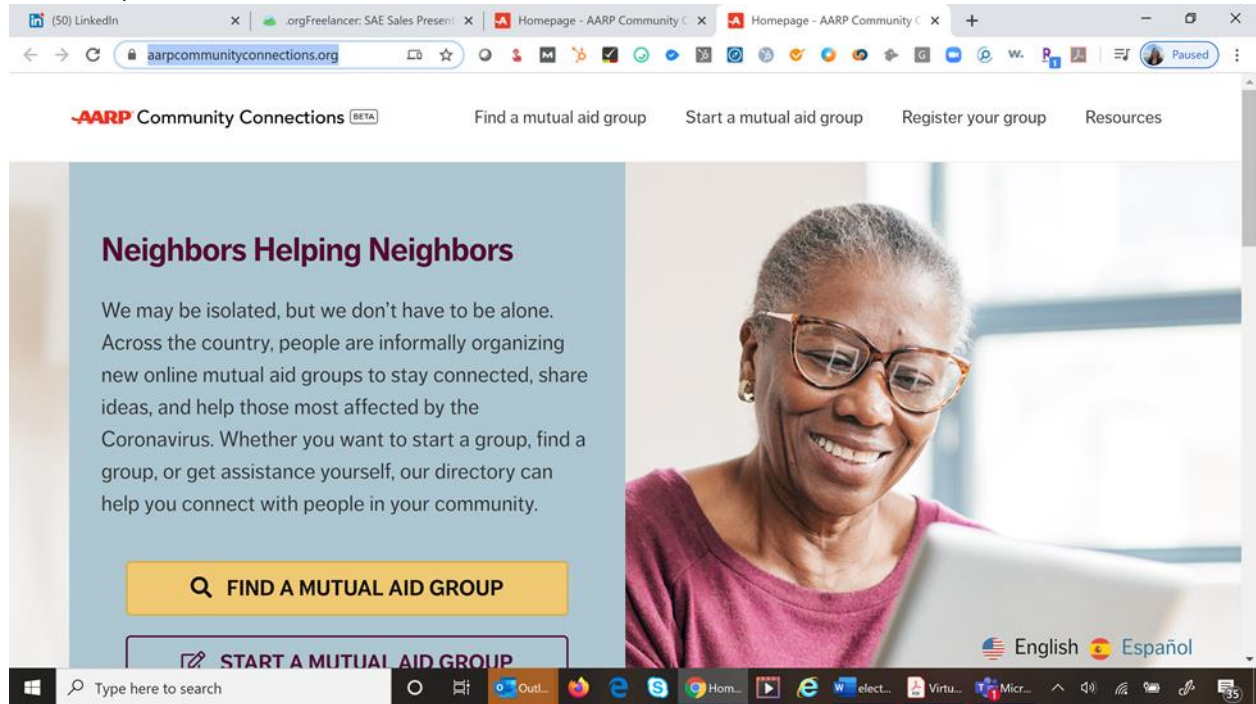 (50) LinkedIn
.orgFreelancer: SAE Sales Present
Homepage - AARP Community C
Homepage - AARP Community C
aarpcommunityconnections.org
Paused
AARP Community Connections BETA
Find a mutual aid group
Start a mutual aid group
Register your group
Resources
Neighbors Helping Neighbors
We may be isolated, but we don't have to be alone.
Across the country, people are informally organizing
new online mutual aid groups to stay connected, share
ideas, and help those most affected by the
Coronavirus. Whether you want to start a group, find a
group, or get assistance yourself, our directory can
help you connect with people in your community.
FIND A MUTUAL AID GROUP
START A MUTUAL AID GROUP
English Español
Type here to search
Outl...
Hom...
elect...
Virtu...
Micr...
35